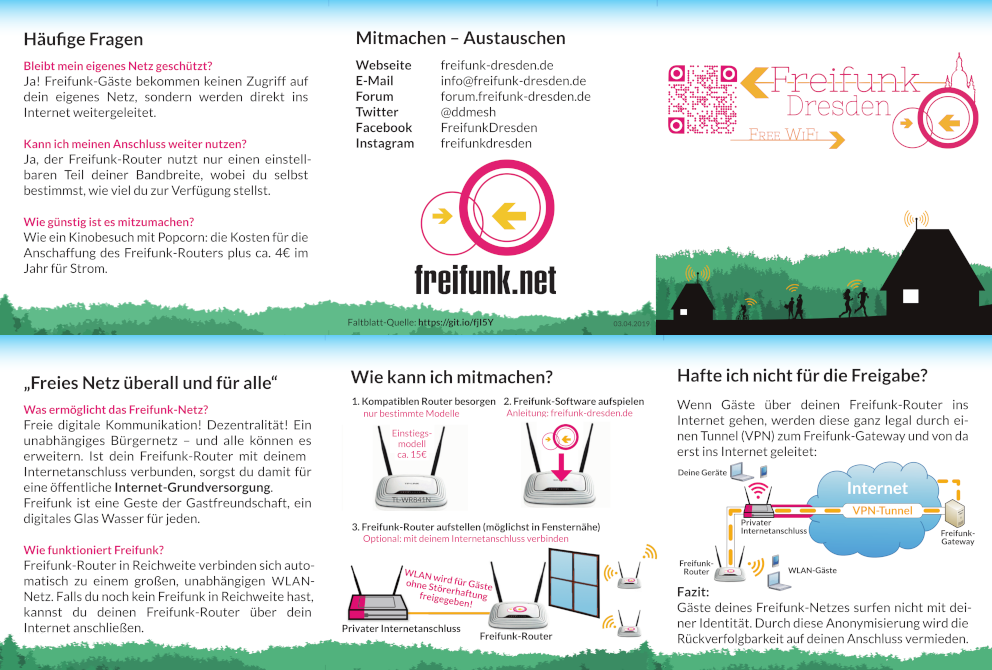 Häufige Fragen
Bleibt mein eigenes Netz geschützt?
Ja! Freifunk-Gäste bekommen keinen Zugriff auf
dein eigenes Netz, sondern werden direkt ins
Internet weitergeleitet.
Kann ich meinen Anschluss weiter nutzen?
Ja, der Freifunk-Router nutzt nur einen einstell-
baren Teil deiner Bandbreite, wobei du selbst
bestimmst, wie viel du zur Verfügung stellst.
Wie günstig ist es mitzumachen?
Wie ein Kinobesuch mit Popcorn: die Kosten für die
Anschaffung des Freifunk-Routers plus ca. 4€ im
Jahr für Strom.
Mitmachen – Austauschen
Webseite freifunk-dresden.de
E-Mail info@freifunk-dresden.de
Forum forum.freifunk-dresden.de
Twitter @ddmesh
Facebook FreifunkDresden
Instagram freifunkdresden
freifunk.net
Faltblatt-Quelle: https://git.io/fjI5Y
03.04.2019
Freifunk
Dresden
Free WiFi
„Freies Netz überall und für alle“
Was ermöglicht das Freifunk-Netz?
Freie digitale Kommunikation! Dezentralität! Ein
unabhängiges Bürgernetz – und alle können es
erweitern. Ist dein Freifunk-Router mit deinem
Internetanschluss verbunden, sorgst du damit für
eine öffentliche Internet-Grundversorgung.
Freifunk ist eine Geste der Gastfreundschaft, ein
digitales Glas Wasser für jeden.
Wie funktioniert Freifunk?
Freifunk-Router in Reichweite verbinden sich auto-
matisch zu einem großen, unabhängigen WLAN-
Netz. Falls du noch kein Freifunk in Reichweite hast,
kannst du deinen Freifunk-Router über dein
Internet anschließen.
Wie kann ich mitmachen?
1. Kompatiblen Router besorgen
nur bestimmte Modelle
Einstiegs-
modell
ca. 15€
TL-WR841N
2. Freifunk-Software aufspielen
Anleitung: freifunk-dresden.de
3. Freifunk-Router aufstellen (möglichst in Fensternähe)
Optional: mit deinem Internetanschluss verbinden
WLAN wird für Gäste
ohne Störerhaftung
freigegeben!
Privater Internetanschluss
Freifunk-Router
Hafte ich nicht für die Freigabe?
Wenn Gäste über deinen Freifunk-Router ins
Internet gehen, werden diese ganz legal durch ei-
nen Tunnel (VPN) zum Freifunk-Gateway und von da
erst ins Internet geleitet:
Deine Geräte
Internet
VPN-Tunnel
Privater
Internetanschluss
Freifunk-
Gateway
Freifunk-
Router
WLAN-Gäste
Fazit:
Gäste deines Freifunk-Netzes surfen nicht mit dei-
ner Identität. Durch diese Anonymisierung wird die
Rückverfolgbarkeit auf deinen Anschluss vermieden.